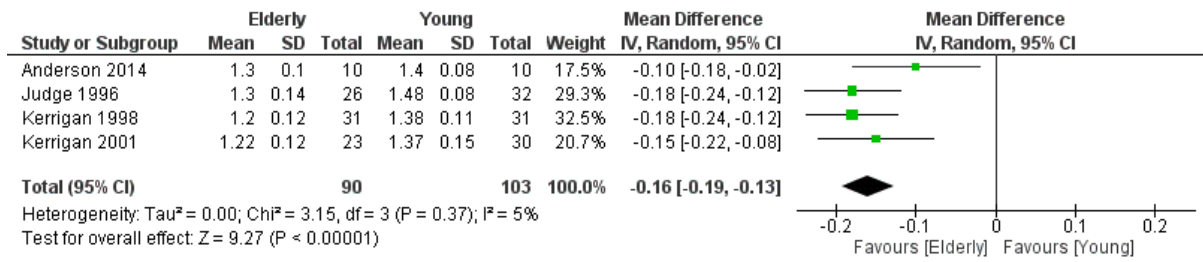 Elderly Young Mean Difference Mean Difference
Study or Subgroup Mean SD Total Mean SD Total Weight IV, Random, 95% CI IV, Random, 95% CI
Anderson 2014 1.3 0.1 10 1.4 0.08 10 17.5% -0.10 [-0.18, -0.02]
Judge 1996 1.3 0.14 26 1.48 0.08 32 29.3% -0.18 [-0.24, -0.12]
Kerrigan 1998 1.2 0.12 31 1.38 0.11 31 32.5% -0.18 [-0.24, -0.12]
Kerrigan 2001 1.22 0.12 23 1.37 0.15 30 20.7% -0.15 [-0.22, -0.08]
Total (95% CI) 90 103 100.0% -0.16 [-0.19, -0.13]
Heterogeneity: Tau² = 0.00; Chi² = 3.15, df = 3 (P = 0.37); I² = 5%
Test for overall effect: Z = 9.27 (P < 0.00001)
-0.2 -0.1 0 0.1 0.2
Favours [Elderly] Favours [Young]